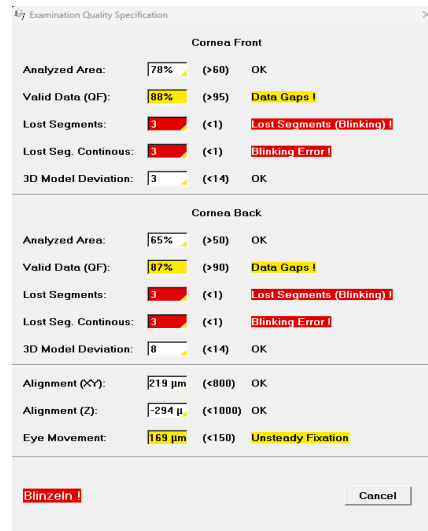 Examination Quality Specification
Cornea Front
Analyzed Area: 78% (>60) OK
Valid Data (QF): 88% (>95) Data Gaps !
Lost Segments: 3 (<1) Lost Segments (Blinking) !
Lost Seg. Continous: 3 (<1) Blinking Error !
3D Model Deviation: 3 (<14) OK
Cornea Back
Analyzed Area: 65% (>50) OK
Valid Data (QF): 87% (>90) Data Gaps !
Lost Segments: 3 (<1) Lost Segments (Blinking) !
Lost Seg. Continous: 3 (<1) Blinking Error !
3D Model Deviation: 8 (<14) OK
Alignment (XY): 219 µm (<800) OK
Alignment (Z): -294 µ (<1000) OK
Eye Movement: 169 µm (<150) Unsteady Fixation
Blinzeln ! Cancel